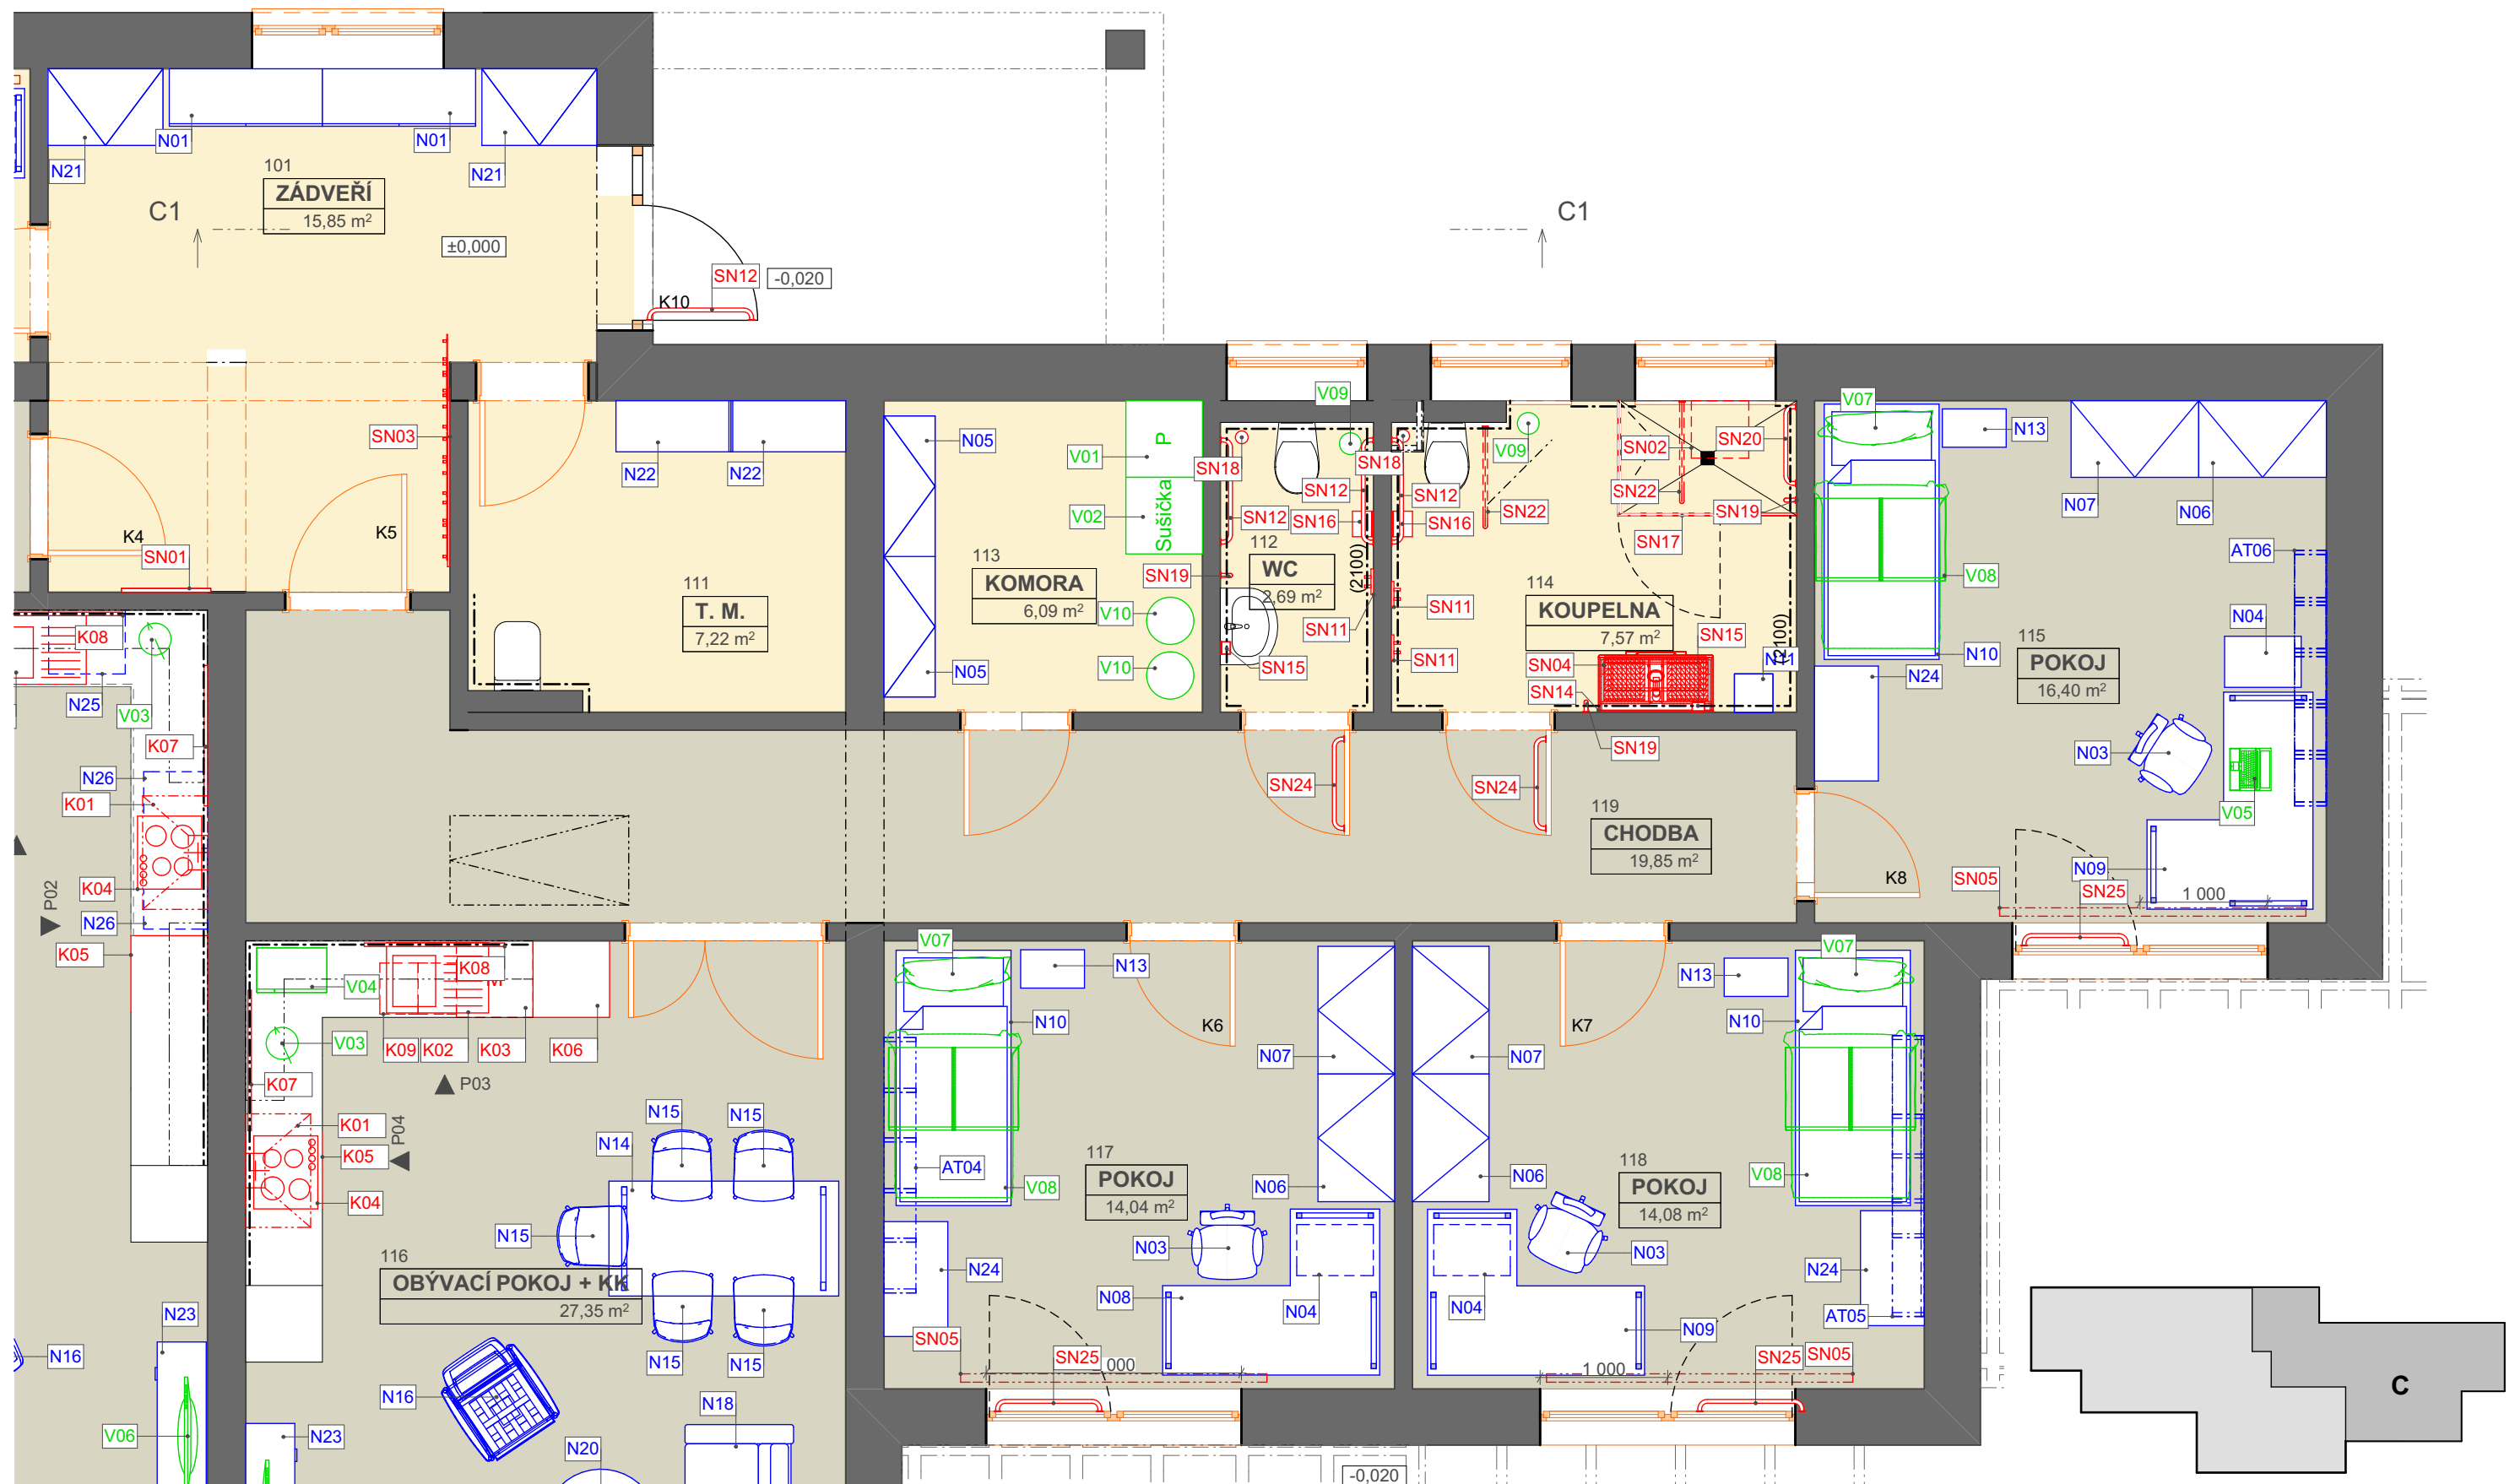 N21
N01
N01
N21
101
ZÁDVEŘÍ
15,85 m²
C1
±0,000
SN12
-0,020
K10
C1
SN03
K4
SN01
K5
N22
N22
111
T. M.
7,22 m²
N05
V01
P
V02
Sušička
113
KOMORA
6,09 m²
V10
V10
N05
V09
SN18
SN12
SN12
SN16
112
WC
2,69 m²
(2100)
SN19
SN11
SN15
SN18
SN12
SN16
V09
SN22
SN02
SN20
SN22
SN19
SN17
114
KOUPELNA
7,57 m²
(2100)
SN11
SN11
SN15
SN04
SN14
N11
SN19
V07
N13
N07
N06
AT06
V08
N04
N10
115
POKOJ
16,40 m²
N24
N03
V05
N09
SN05
SN25
1 000
K8
SN24
SN24
119
CHODBA
19,85 m²
K08
N25
V03
K07
N26
K01
K04
N26
P02
K05
N23
N16
V06
V04
K08
V03
K09
K02
K03
K06
K07
P03
K01
P04
K05
K04
N14
N15
N15
N15
116
OBÝVACÍ POKOJ + KK
27,35 m²
N15
N15
N16
N18
N23
N20
V07
N13
N10
K6
N07
AT04
V08
117
POKOJ
14,04 m²
N06
N03
N24
N08
N04
SN05
SN25
000
V07
N13
N10
K7
N07
N06
118
POKOJ
14,08 m²
V08
N03
N24
N04
N09
AT05
1 000
SN25
SN05
-0,020
C